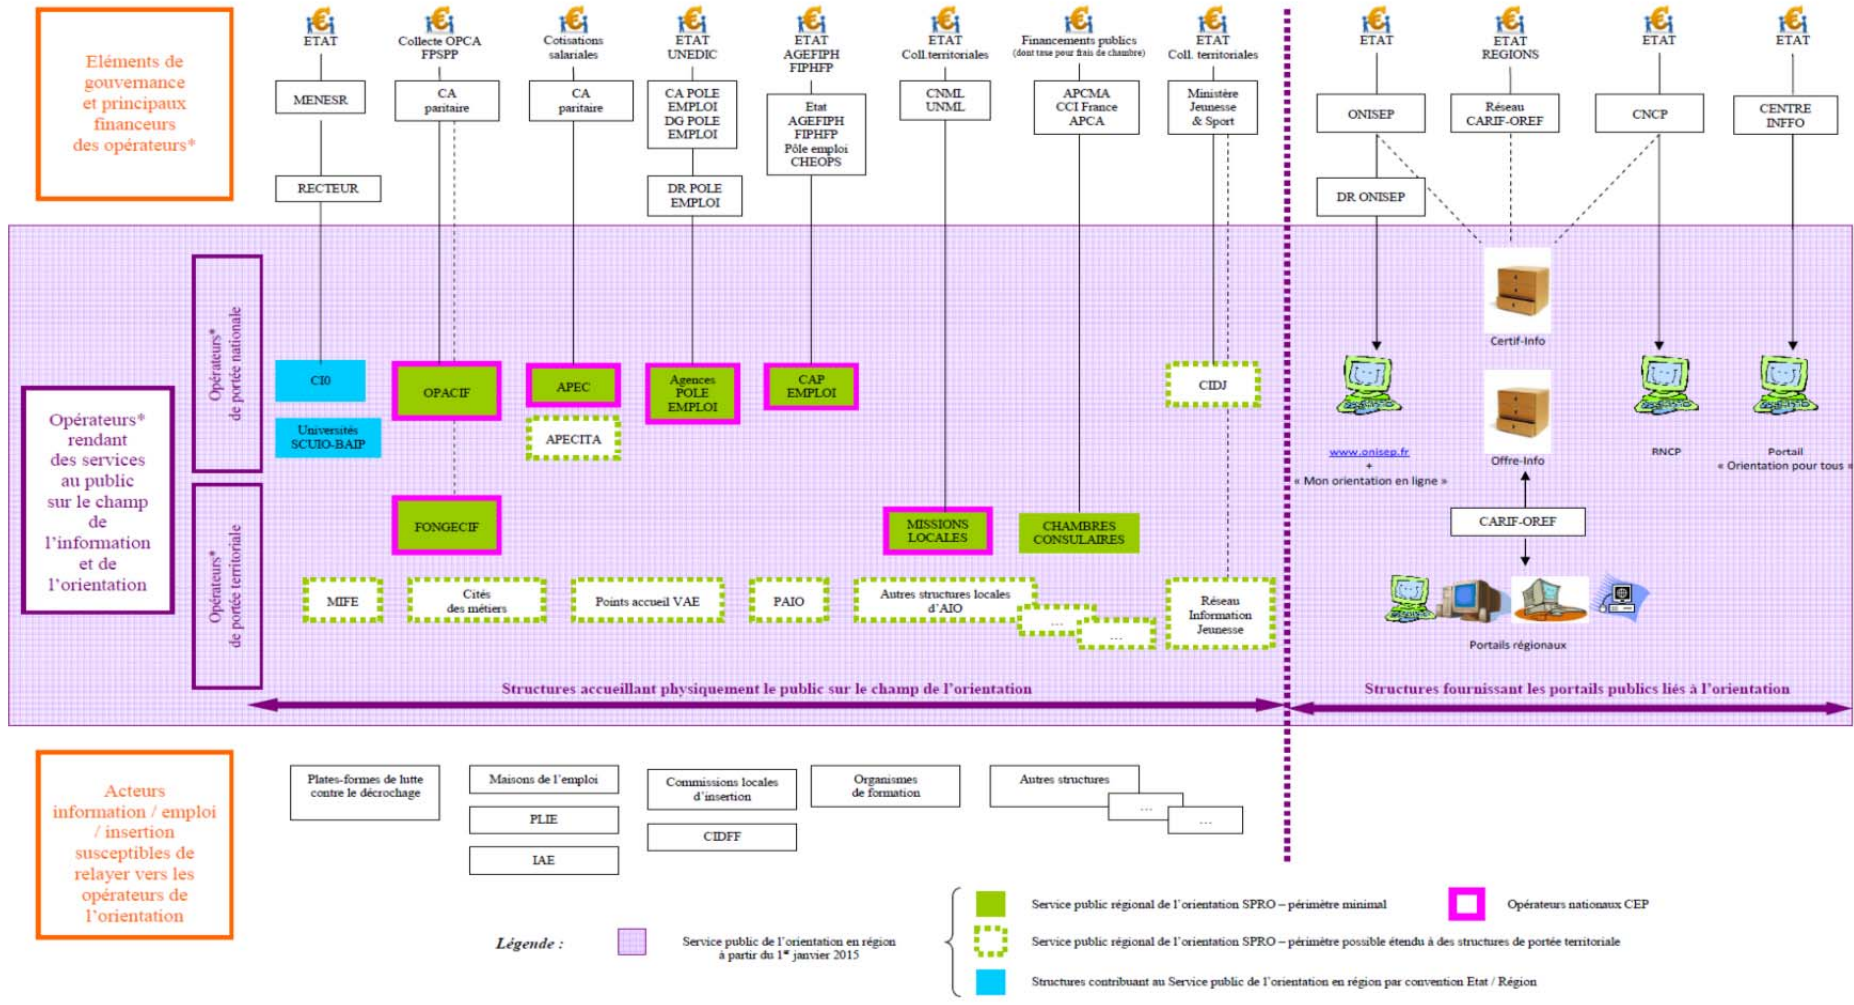 Eléments de
gouvernance
et principaux
financeurs
des opérateurs*
ETAT
MENESR
RECTEUR
Collecte OPCA
FPSPP
CA
paritaire
Cotisations
salariales
CA
paritaire
ETAT
UNEDIC
CA POLE
EMPLOI
DG POLE
EMPLOI
DR POLE
EMPLOI
ETAT
AGEFIPH
FIPHFP
Etat
AGEFIPH
FIPHFP
Pôle emploi
CHEOPS
ETAT
Coll.territoriales
CNML
UNML
Financements publics
(dont taxe pour frais de chambre)
APCMA
CCI France
APCA
ETAT
Coll. territoriales
Ministère
Jeunesse
& Sport
ETAT
ONISEP
DR ONISEP
ETAT
REGIONS
Réseau
CARIF-OREF
ETAT
CNCP
ETAT
CENTRE
INFFO
Opérateurs*
rendant
des services
au public
sur le champ
de
l'information
et de
l'orientation
Opérateurs*
de portée nationale
CI0
Universités
SCUIO-BAIP
OPACIF
APEC
APECITA
Agences
POLE
EMPLOI
CAP
EMPLOI
CIDJ
Certif-Info
Offre-Info
www.onisep.fr
+
« Mon orientation en ligne »
RNCP
Portail
« Orientation pour tous »
Opérateurs*
de portée territoriale
FONGECIF
MISSIONS
LOCALES
CHAMBRES
CONSULAIRES
CARIF-OREF
MIFE
Cités
des métiers
Points accueil VAE
PAIO
Autres structures locales
d'AIO
...
...
Réseau
Information
Jeunesse
Portails régionaux
Structures accueillant physiquement le public sur le champ de l'orientation
Structures fournissant les portails publics liés à l'orientation
Acteurs
information / emploi
/ insertion
susceptibles de
relayer vers les
opérateurs de
l'orientation
Plates-formes de lutte
contre le décrochage
Maisons de l'emploi
PLIE
IAE
Commissions locales
d'insertion
CIDFF
Organismes
de formation
Autres structures
...
...
Légende :
Service public de l'orientation en région
à partir du 1er janvier 2015
Service public régional de l'orientation SPRO – périmètre minimal
Opérateurs nationaux CEP
Service public régional de l'orientation SPRO – périmètre possible étendu à des structures de portée territoriale
Structures contribuant au Service public de l'orientation en région par convention Etat / Région